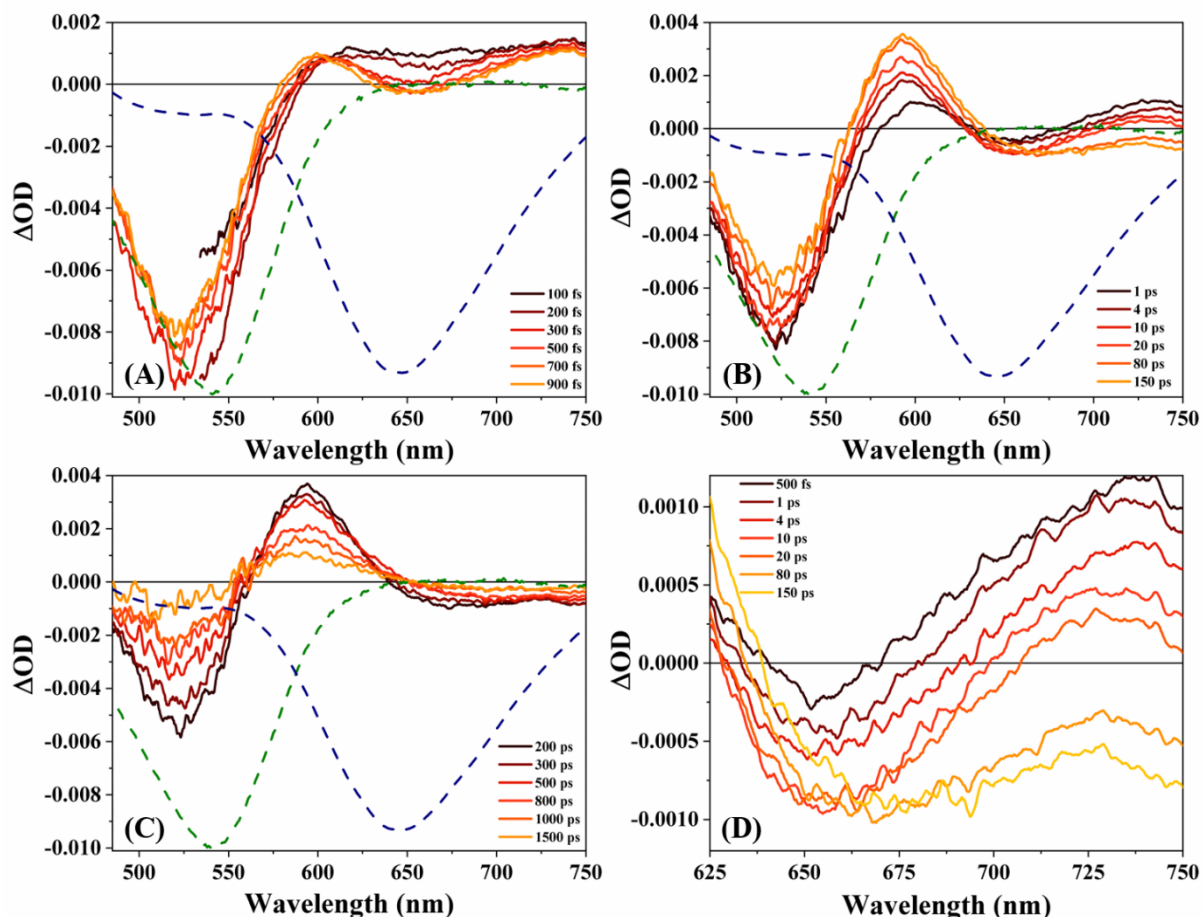 0.002
0.000
-0.002
-0.004
-0.006
-0.008
-0.010
ΔOD
500 550 600 650 700 750
Wavelength (nm)
100 fs
200 fs
300 fs
500 fs
700 fs
900 fs
(A)
0.004
0.002
0.000
-0.002
-0.004
-0.006
-0.008
-0.010
ΔOD
500 550 600 650 700 750
Wavelength (nm)
1 ps
4 ps
10 ps
20 ps
80 ps
150 ps
(B)
0.004
0.002
0.000
-0.002
-0.004
-0.006
-0.008
-0.010
ΔOD
500 550 600 650 700 750
Wavelength (nm)
200 ps
300 ps
500 ps
800 ps
1000 ps
1500 ps
(C)
0.0010
0.0005
0.0000
-0.0005
-0.0010
ΔOD
625 650 675 700 725 750
Wavelength (nm)
500 fs
1 ps
4 ps
10 ps
20 ps
80 ps
150 ps
(D)